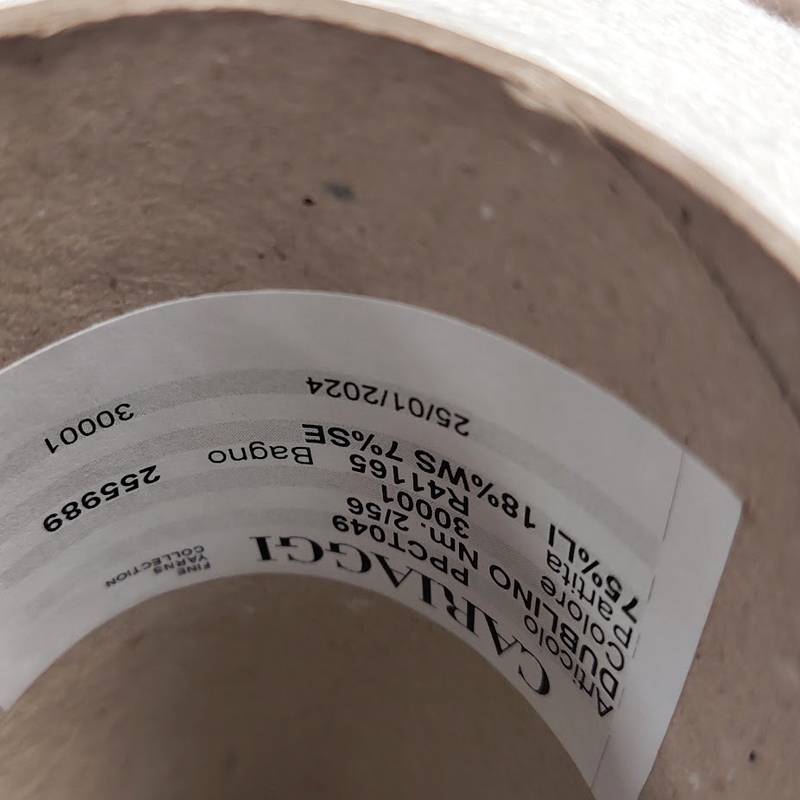 CARIAGGI FINE YARNS COLLECTION
Articolo PPCT049
DUBLINO Nm. 2/56
Colore 30001
Partita R41165 Bagno 255989
75%LI 18%WS 7%SE
25/01/2024 30001